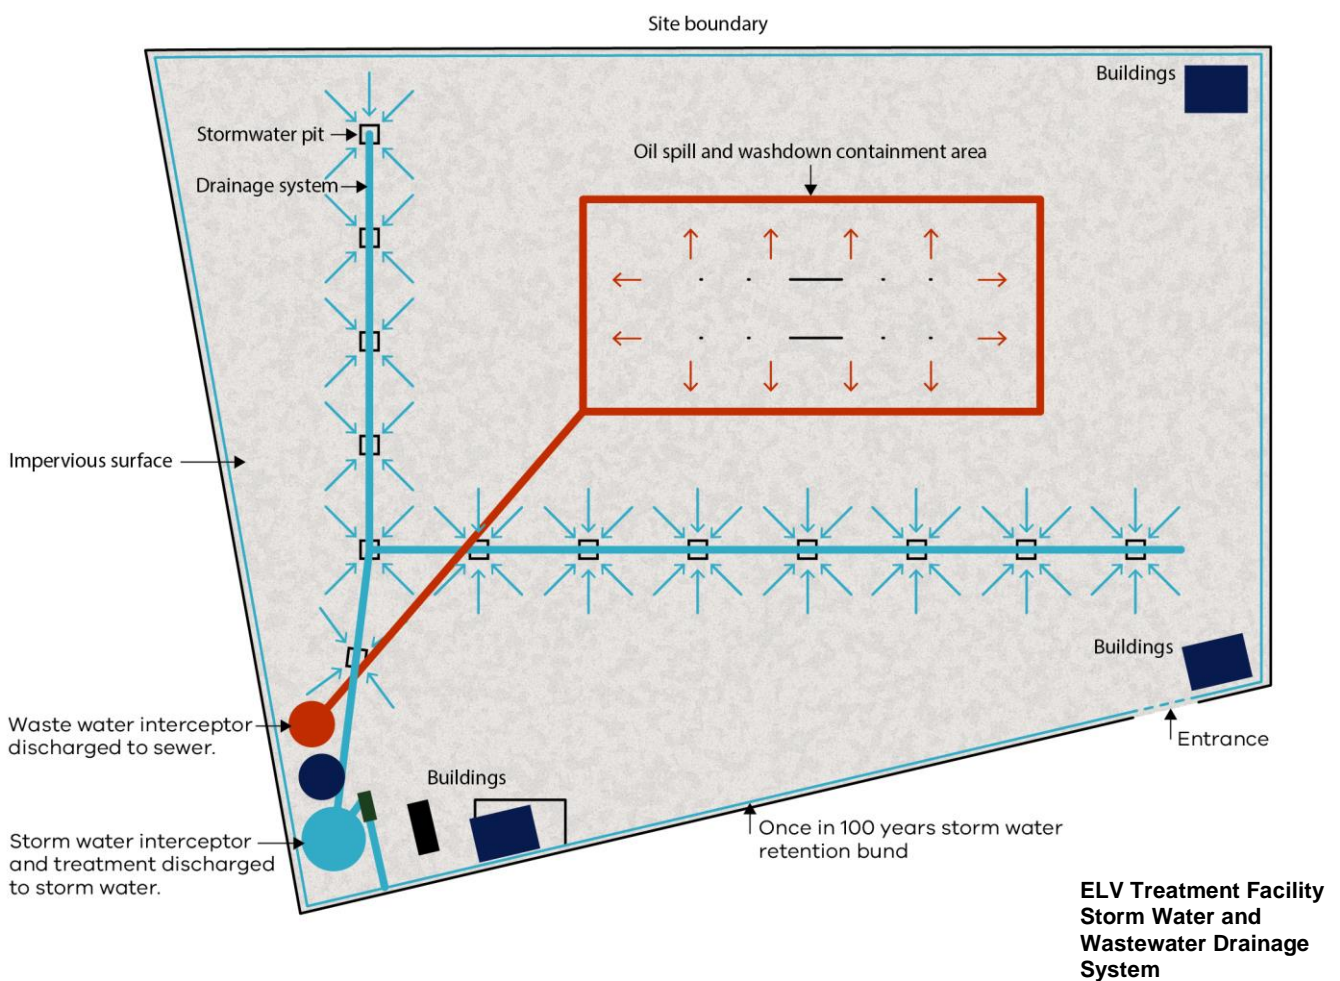 Site boundary
Buildings
Stormwater pit
Oil spill and washdown containment area
Drainage system
Impervious surface
Buildings
Waste water interceptor
discharged to sewer.
Entrance
Buildings
Once in 100 years storm water
retention bund
Storm water interceptor
and treatment discharged
to storm water.
ELV Treatment Facility
Storm Water and
Wastewater Drainage
System